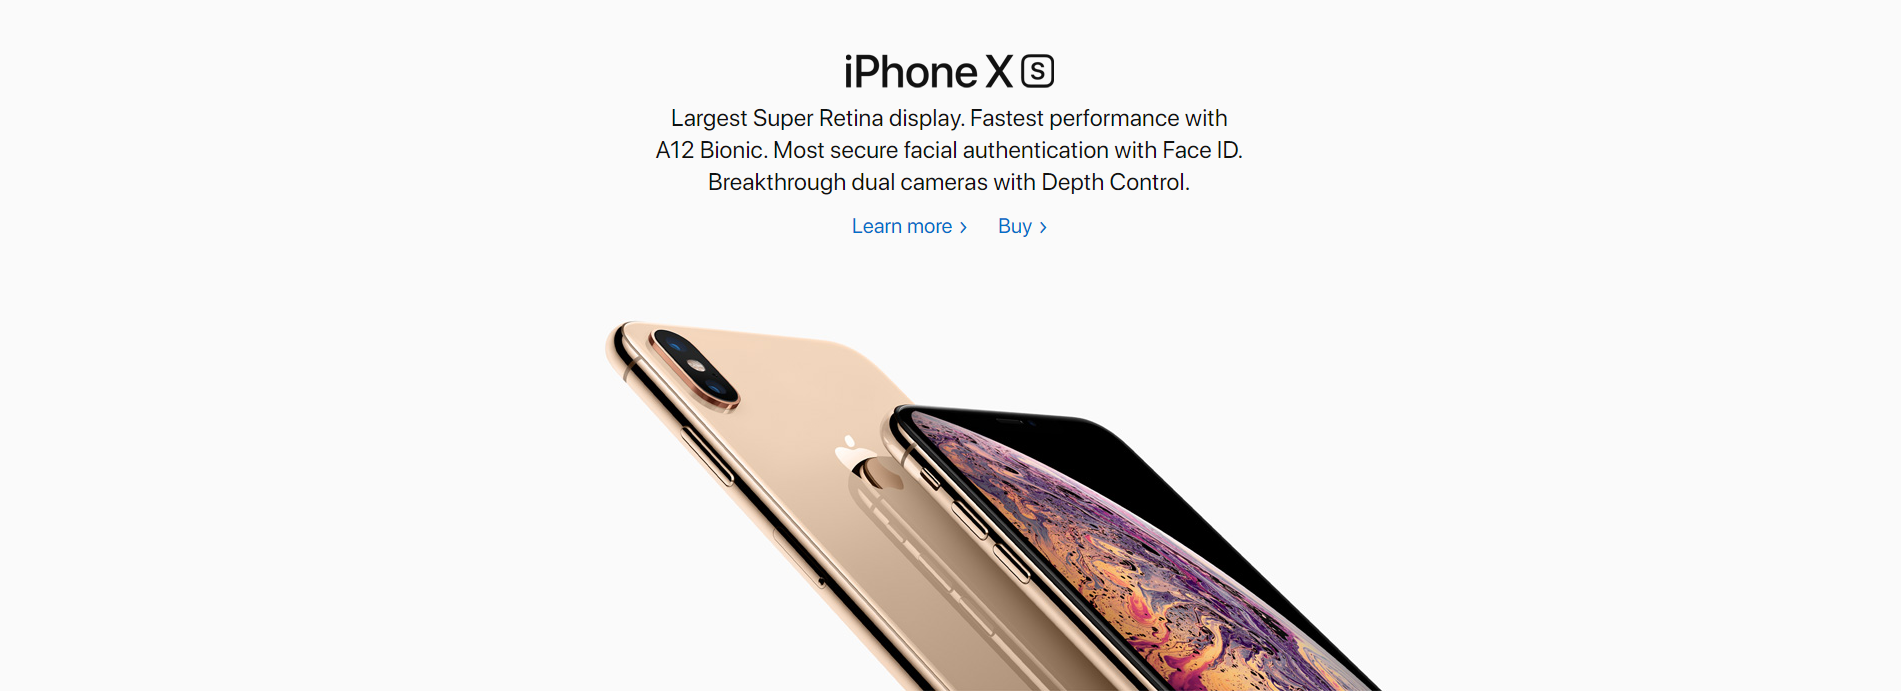 iPhone XS
Largest Super Retina display. Fastest performance with
A12 Bionic. Most secure facial authentication with Face ID.
Breakthrough dual cameras with Depth Control.
Learn more > Buy >